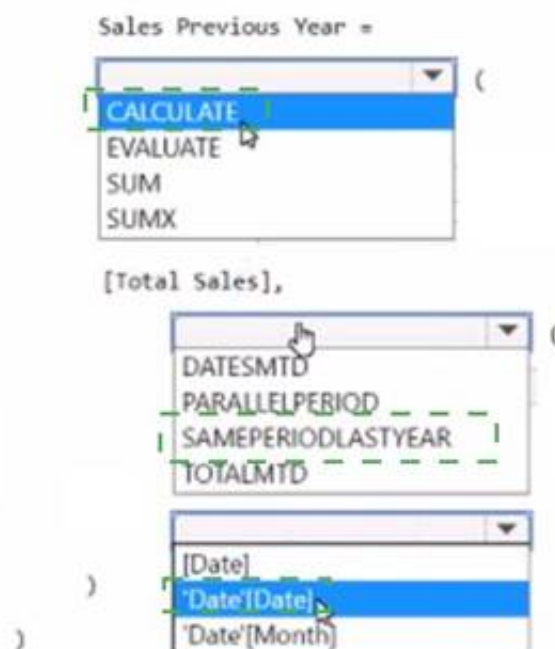 Sales Previous Year =
(
CALCULATE
EVALUATE
SUM
SUMX
[Total Sales],
(
DATESMTD
PARALLELPERIOD
SAMEPERIODLASTYEAR
TOTALMTD
[Date]
) 'Date'[Date]
) 'Date'[Month]